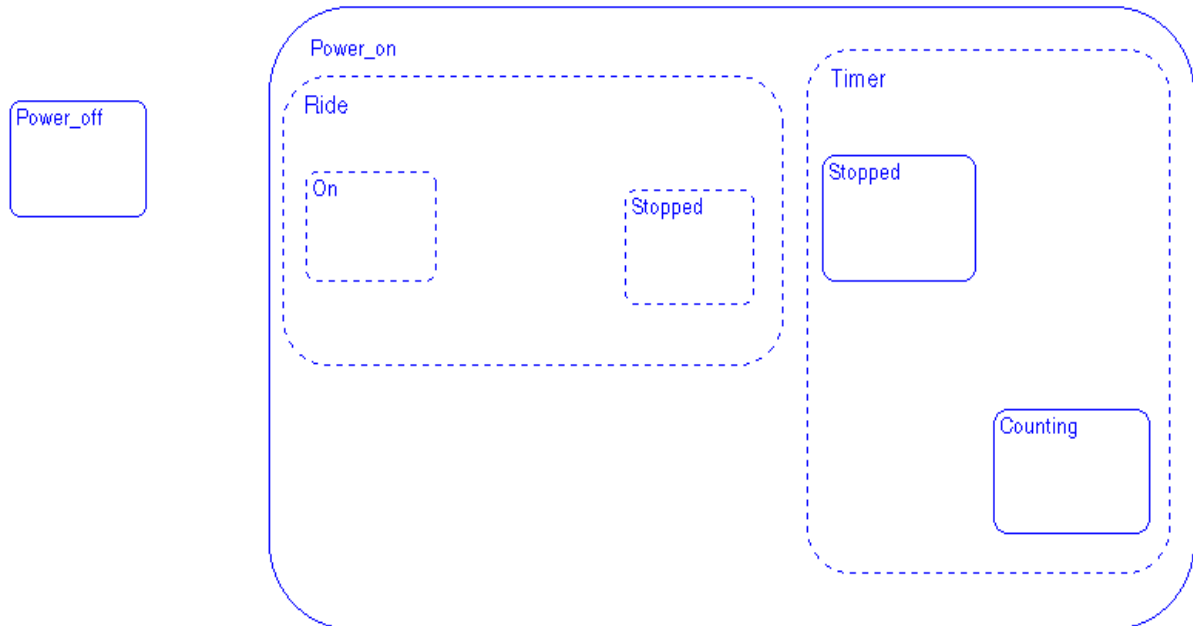 Power_on
Timer
Ride
Power_off
Stopped
On
Stopped
Counting